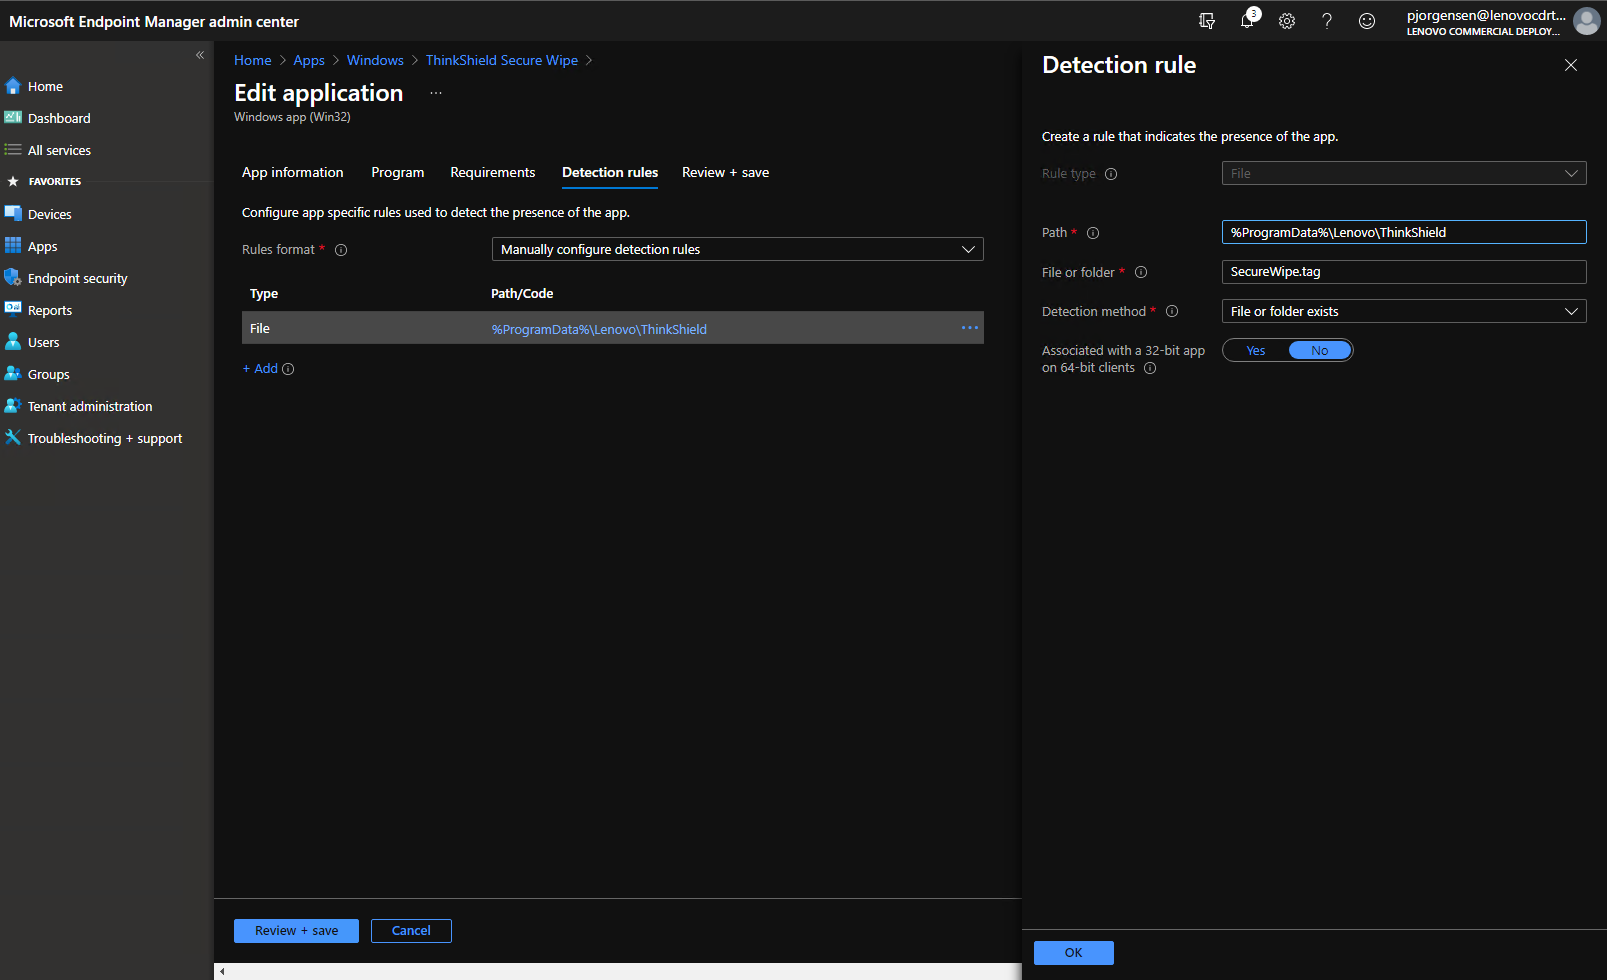 Microsoft Endpoint Manager admin center
3
pjorgensen@lenovocdrt...
LENOVO COMMERCIAL DEPLOY...
Home
Dashboard
All services
FAVORITES
Devices
Apps
Endpoint security
Reports
Users
Groups
Tenant administration
Troubleshooting + support
Home > Apps > Windows > ThinkShield Secure Wipe >
Edit application ...
Windows app (Win32)
App information Program Requirements Detection rules Review + save
Configure app specific rules used to detect the presence of the app.
Rules format * Manually configure detection rules
Type Path/Code
File %ProgramData%\Lenovo\ThinkShield ...
+ Add
Review + save Cancel
Detection rule
Create a rule that indicates the presence of the app.
Rule type File
Path * %ProgramData%\Lenovo\ThinkShield
File or folder * SecureWipe.tag
Detection method * File or folder exists
Associated with a 32-bit app
on 64-bit clients
Yes No
OK